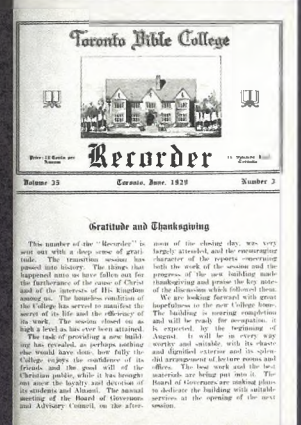 Toronto Bible College
Price: 12 Cents per
Annum
Recorder
Volume 35
Toronto, June, 1929
Number 3
Gratitude and Thanksgiving
This number of the "Recorder" is
sent out with a deep sense of grati-
tude. The transition session has
passed into history. The things that
happened unto us have fallen out for
the furtherance of the cause of Christ
and of the interests of His kingdom
among us. The homeless condition of
the College has served to manifest the
secret of its life and the efficiency of
its work. The session closed on as
high a level as has ever been attained.
The task of providing a new build-
ing has revealed, as perhaps nothing
else would have done, how fully the
College enjoys the confidence of its
friends and the good will of the
Christian public, while it has brought
out anew the loyalty and devotion of
its students and Alumni. The annual
meeting of the Board of Governors
and Advisory Council, on the after-
noon of the closing day, was very
largely attended, and the encouraging
character of the reports concerning
both the work of the session and the
progress of the new building made
thanksgiving and praise the key note
of the discussion which followed them.
We are looking forward with great
hopefulness to the new College home.
The building is nearing completion
and will be ready for occupation, it
is expected, by the beginning of
August. It will be in every way
worthy and suitable, with its chaste
and dignified exterior and its splen-
did arrangement of lecture rooms and
offices. The best work and the best
materials are being put into it. The
Board of Governors are making plans
to dedicate the building with suitable
services at the opening of the next
session.